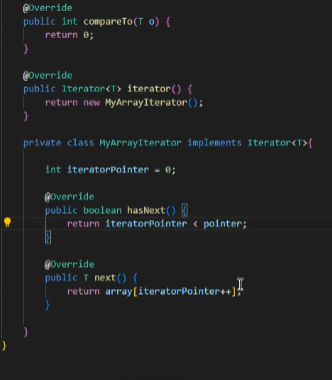 @Override
public int compareTo(T o) {
return 0;
}
@Override
public Iterator<T> iterator() {
return new MyArrayIterator();
}
private class MyArrayIterator implements Iterator<T>{
int iteratorPointer = 0;
@Override
public boolean hasNext() {
return iteratorPointer < pointer;
}
@Override
public T next() {
return array[iteratorPointer++];
}
}
}